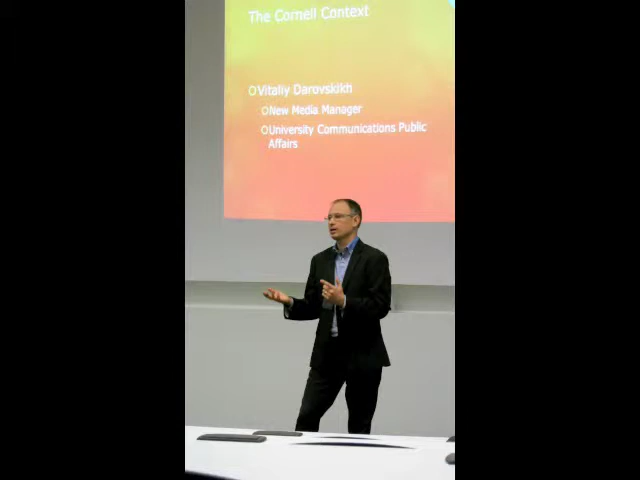 The Cornell Context
Vitaliy Darovskikh
New Media Manager
University Communications Public
Affairs